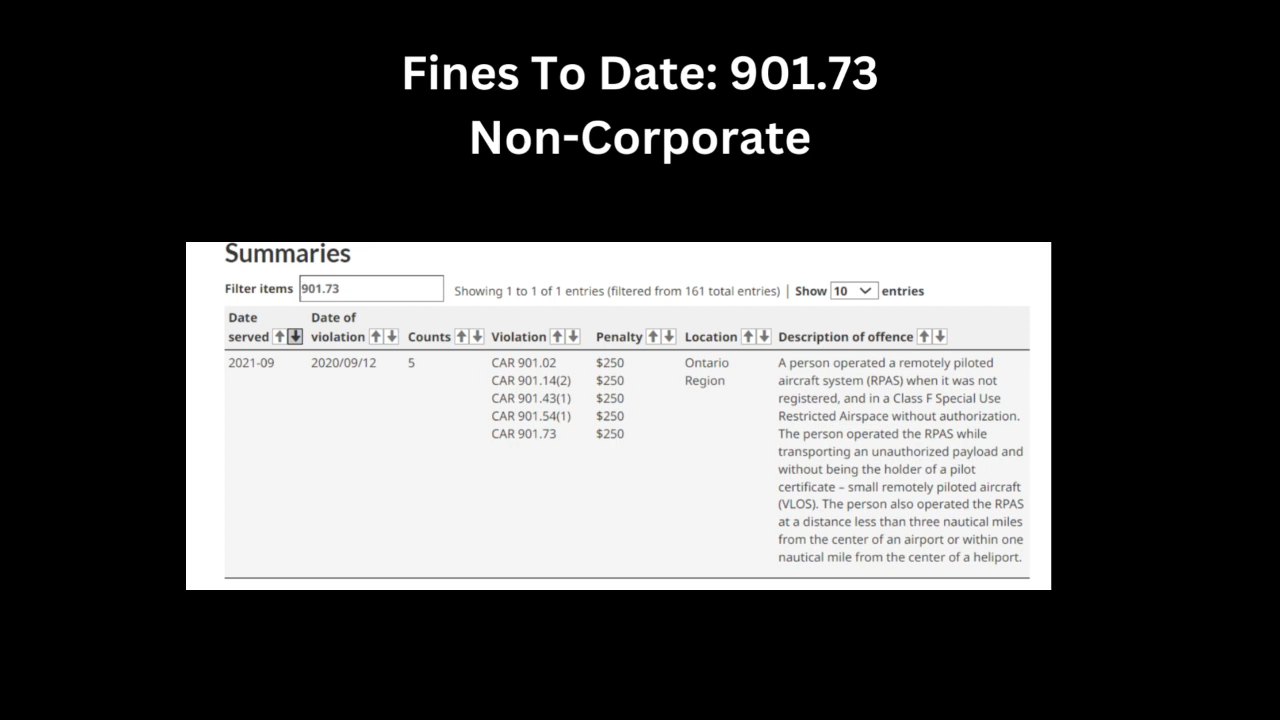 Fines To Date: 901.73
Non-Corporate
Summaries
Filter items 901.73 Showing 1 to 1 of 1 entries (filtered from 161 total entries) | Show 10 entries
Date served Date of violation Counts Violation Penalty Location Description of offence
2021-09 2020/09/12 5 CAR 901.02 $250 Ontario A person operated a remotely piloted
CAR 901.14(2) $250 Region aircraft system (RPAS) when it was not
CAR 901.43(1) $250 registered, and in a Class F Special Use
CAR 901.54(1) $250 Restricted Airspace without authorization.
CAR 901.73 $250 The person operated the RPAS while
transporting an unauthorized payload and
without being the holder of a pilot
certificate – small remotely piloted aircraft
(VLOS). The person also operated the RPAS
at a distance less than three nautical miles
from the center of an airport or within one
nautical mile from the center of a heliport.